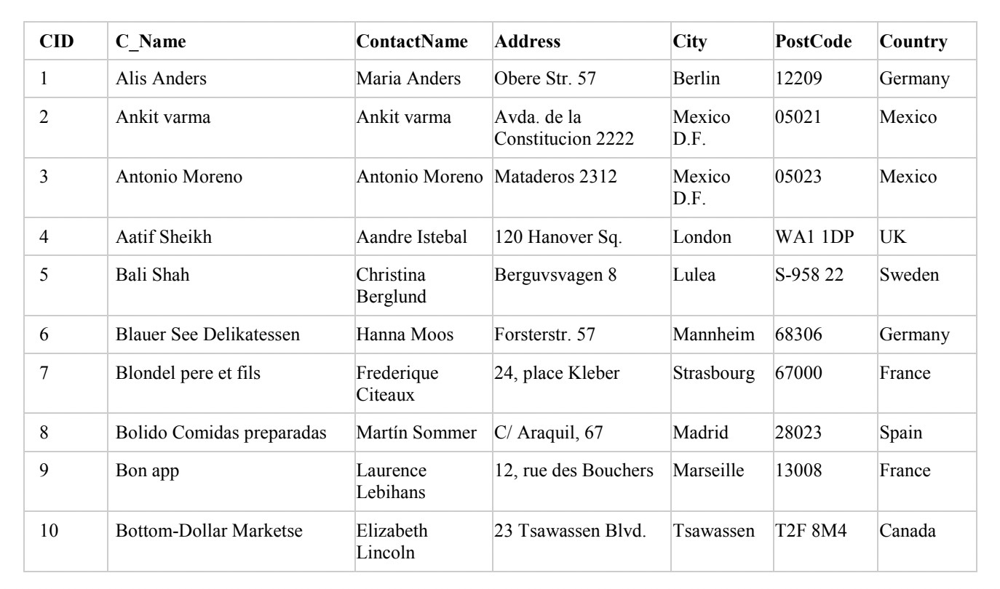 CID C_Name ContactName Address City PostCode Country
1 Alis Anders Maria Anders Obere Str. 57 Berlin 12209 Germany
2 Ankit varma Ankit varma Avda. de la Mexico 05021 Mexico
Constitucion 2222 D.F.
3 Antonio Moreno Antonio Moreno Mataderos 2312 Mexico 05023 Mexico
D.F.
4 Aatif Sheikh Aandre Istebal 120 Hanover Sq. London WA1 1DP UK
5 Bali Shah Christina Berguvsvagen 8 Lulea S-958 22 Sweden
Berglund
6 Blauer See Delikatessen Hanna Moos Forsterstr. 57 Mannheim 68306 Germany
7 Blondel pere et fils Frederique 24, place Kleber Strasbourg 67000 France
Citeaux
8 Bolido Comidas preparadas Martín Sommer C/ Araquil, 67 Madrid 28023 Spain
9 Bon app Laurence 12, rue des Bouchers Marseille 13008 France
Lebihans
10 Bottom-Dollar Marketse Elizabeth 23 Tsawassen Blvd. Tsawassen T2F 8M4 Canada
Lincoln